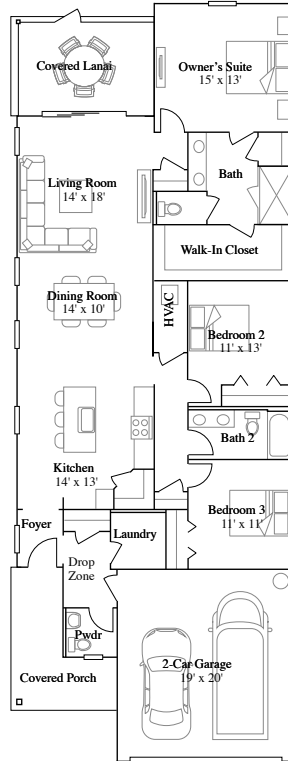 Covered Lanai
Owner's Suite
15' x 13'
Bath
Living Room
14' x 18'
Walk-In Closet
Dining Room
14' x 10'
HVAC
Bedroom 2
11' x 13'
Bath 2
Kitchen
14' x 13'
Bedroom 3
11' x 11'
Foyer
Laundry
Drop
Zone
Pwdr
2-Car Garage
19' x 20'
Covered Porch